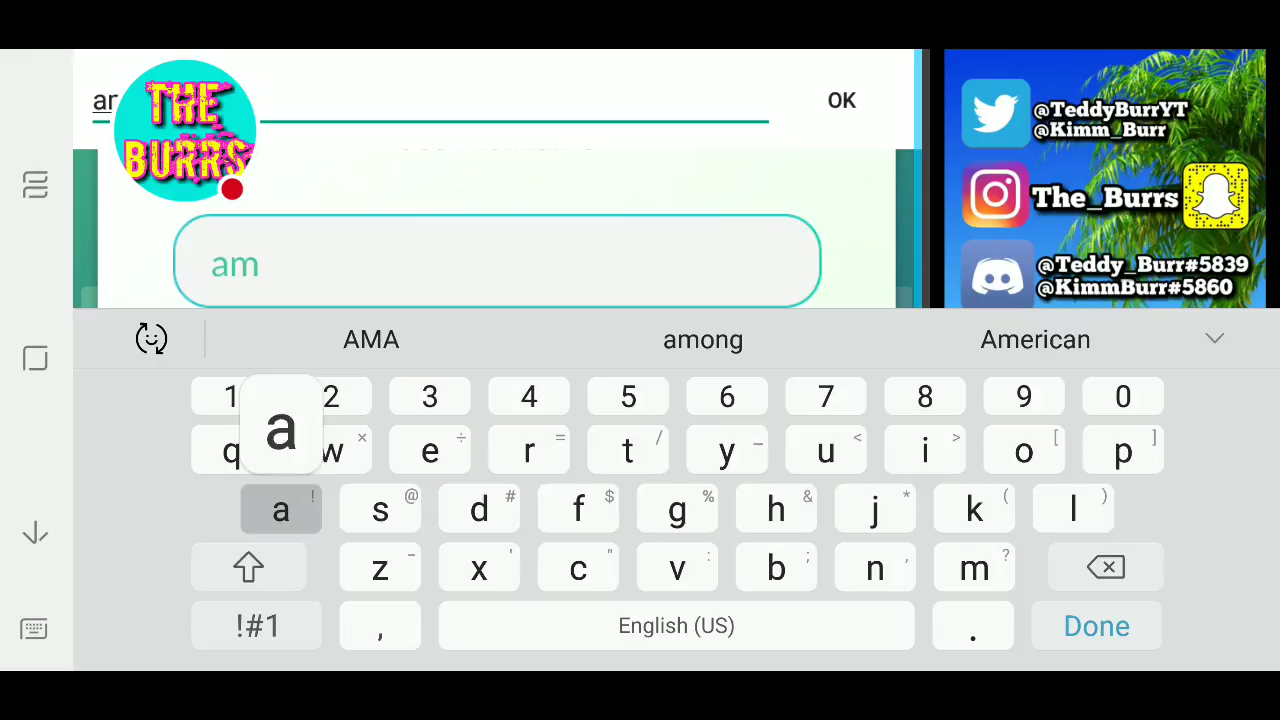 OK
THE
BURRS
am
@TeddyBurrYT
@Kimm_Burr
The_Burrs
@Teddy_Burr#5839
@KimmBurr#5860
AMA among American
1 2 3 4 5 6 7 8 9 0
a
q w × e ÷ r = t / y _ u < i > o [ p ]
a ! s @ d # f $ g % h & j * k ( l )
z - x ' c " v : b ; n , m ?
!#1 , English (US) . Done